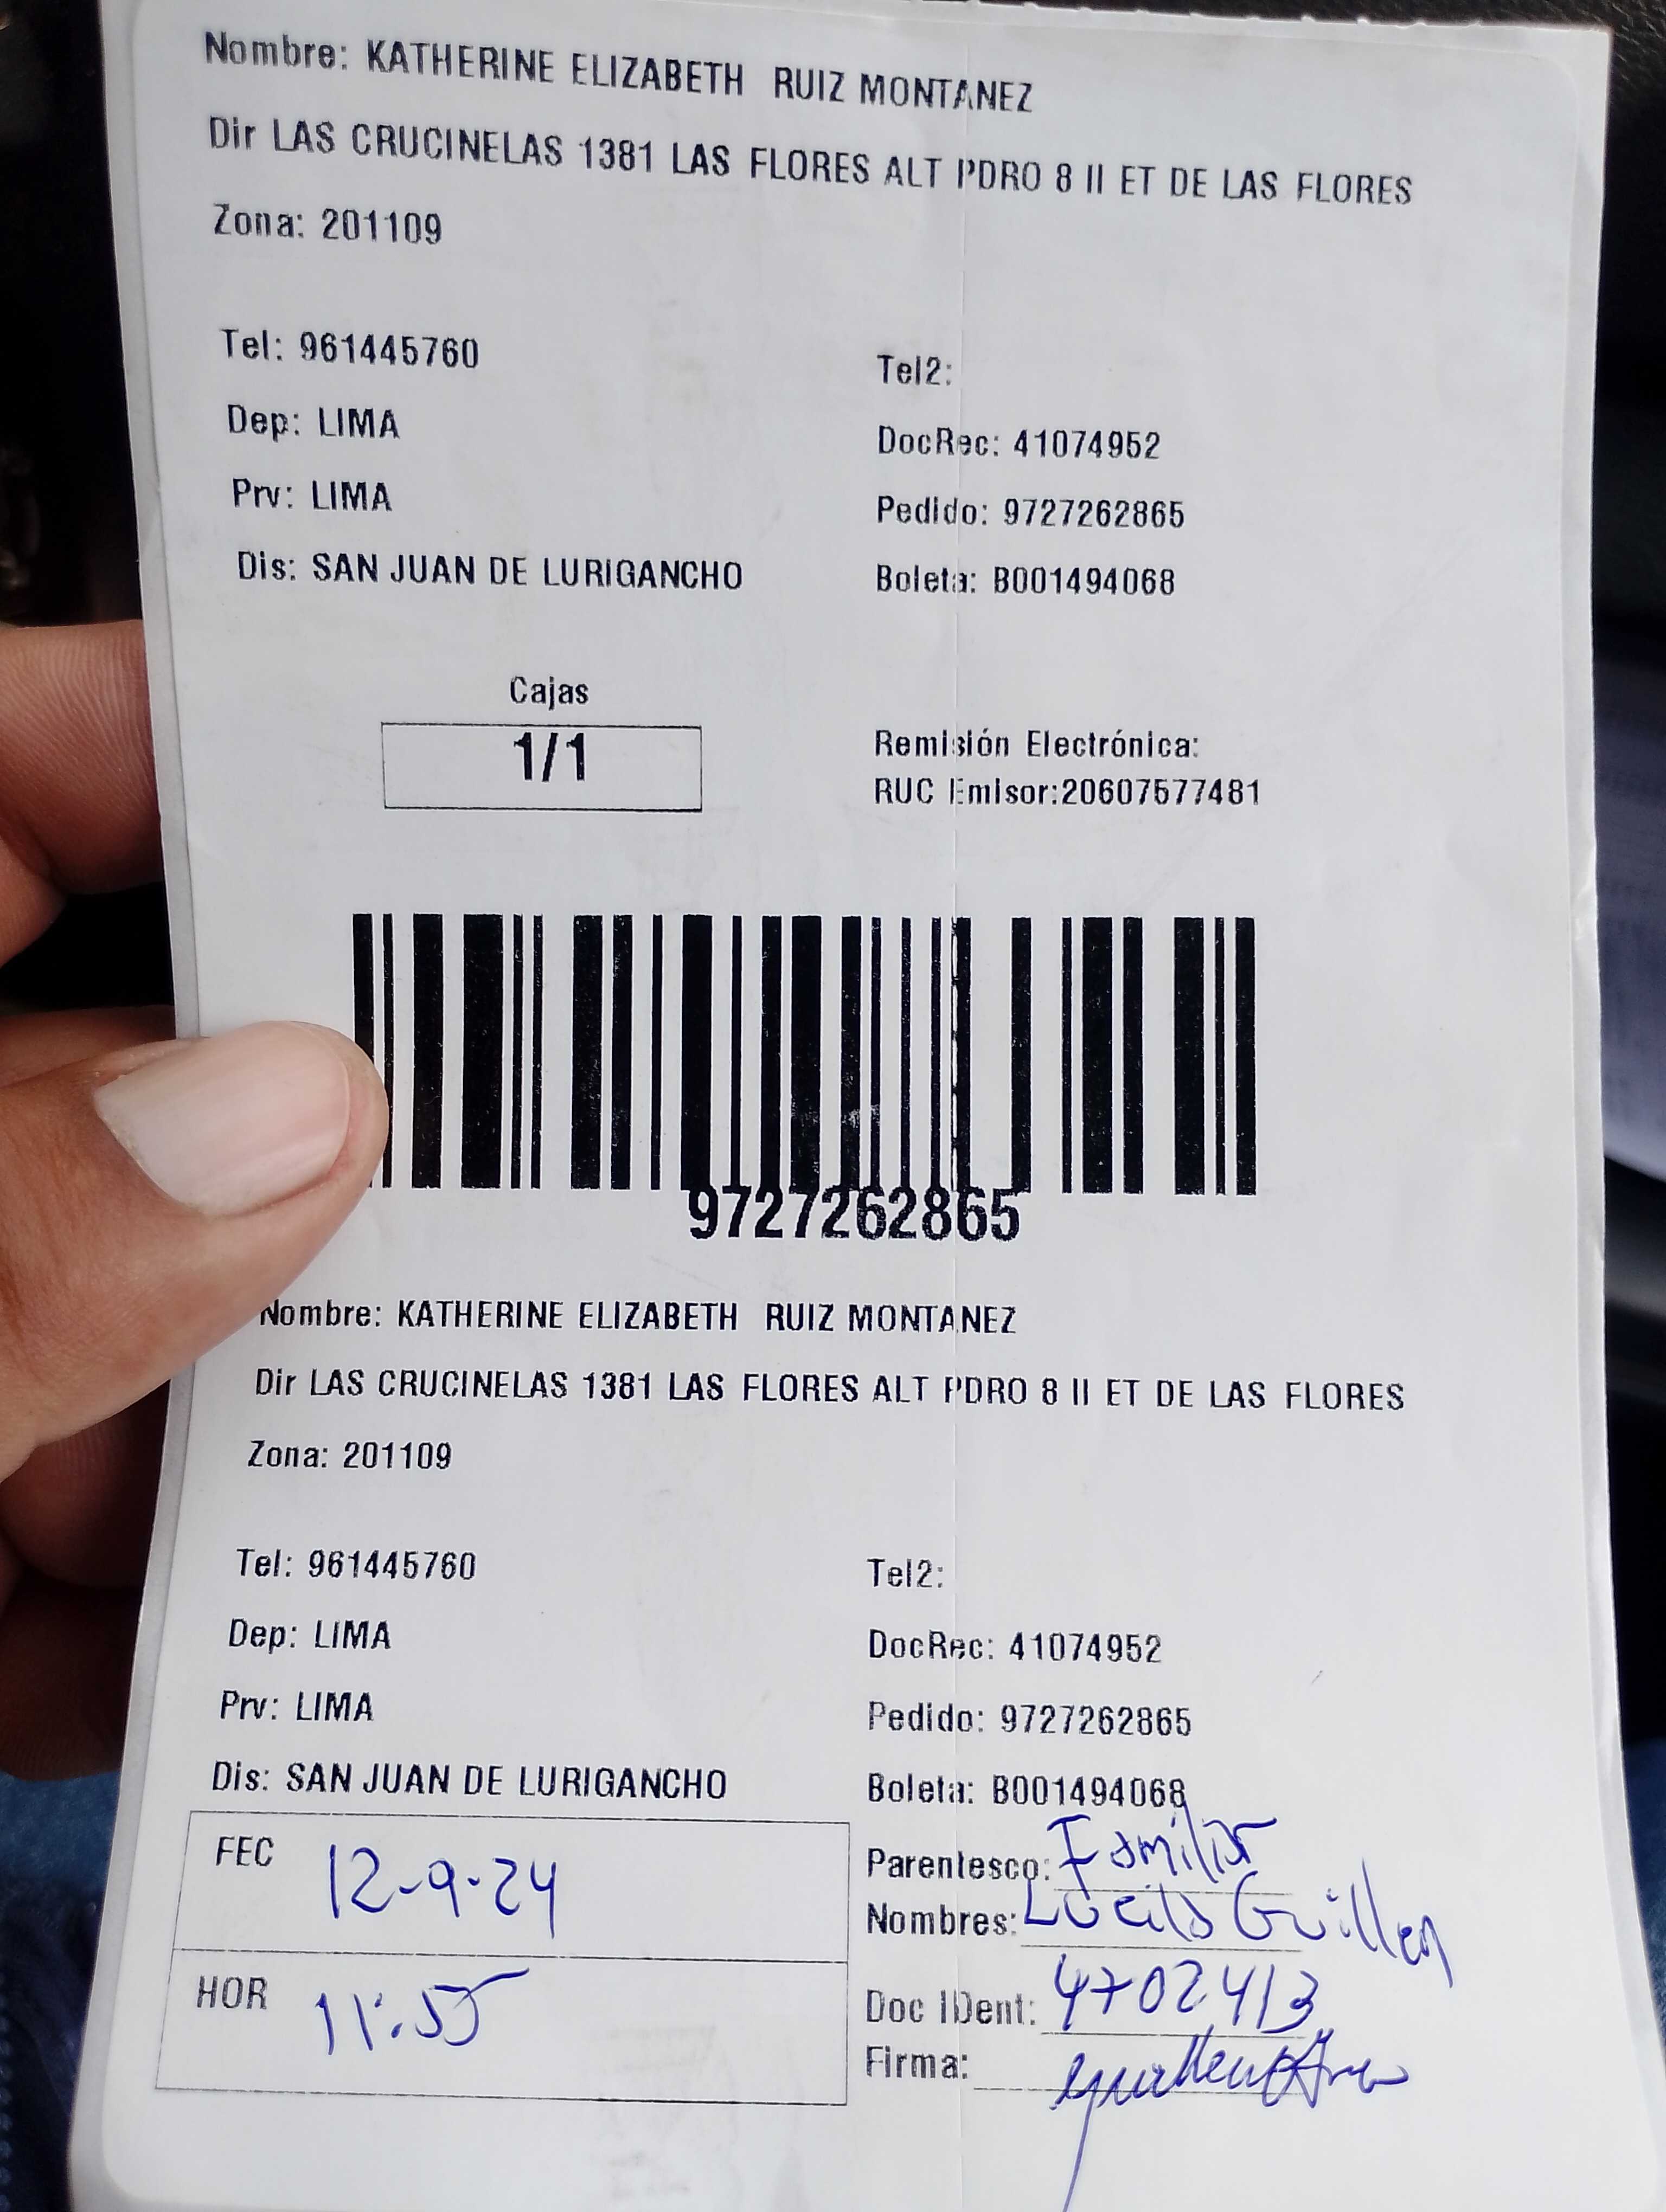 Nombre: KATHERINE ELIZABETH RUIZ MONTANEZ
Dir LAS CRUCINELAS 1381 LAS FLORES ALT PDRO 8 II ET DE LAS FLORES
Zona: 201109
Tel: 961445760
Tel2:
Dep: LIMA
DocRec: 41074952
Prv: LIMA
Pedido: 9727262865
Dis: SAN JUAN DE LURIGANCHO
Boleta: B001494068
Cajas
1/1
Remisión Electrónica:
RUC Emisor:20607577481
9727262865
Nombre: KATHERINE ELIZABETH RUIZ MONTANEZ
Dir LAS CRUCINELAS 1381 LAS FLORES ALT PDRO 8 II ET DE LAS FLORES
Zona: 201109
Tel: 961445760
Tel2:
Dep: LIMA
DocRec: 41074952
Prv: LIMA
Pedido: 9727262865
Dis: SAN JUAN DE LURIGANCHO
Boleta: B001494068
FEC 12-9-24
HOR 11:55
Parentesco: Familiar
Nombres: Lucila Guillen
Doc IDent: 4702413
Firma: